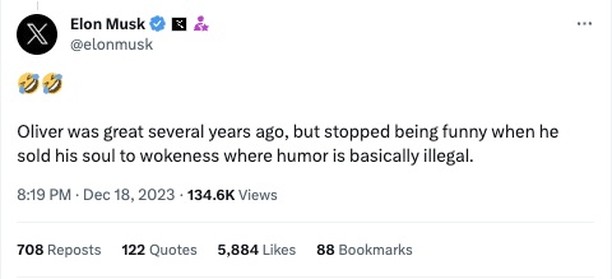 Elon Musk
@elonmusk
🤣🤣
Oliver was great several years ago, but stopped being funny when he
sold his soul to wokeness where humor is basically illegal.
8:19 PM · Dec 18, 2023 · 134.6K Views
708 Reposts 122 Quotes 5,884 Likes 88 Bookmarks